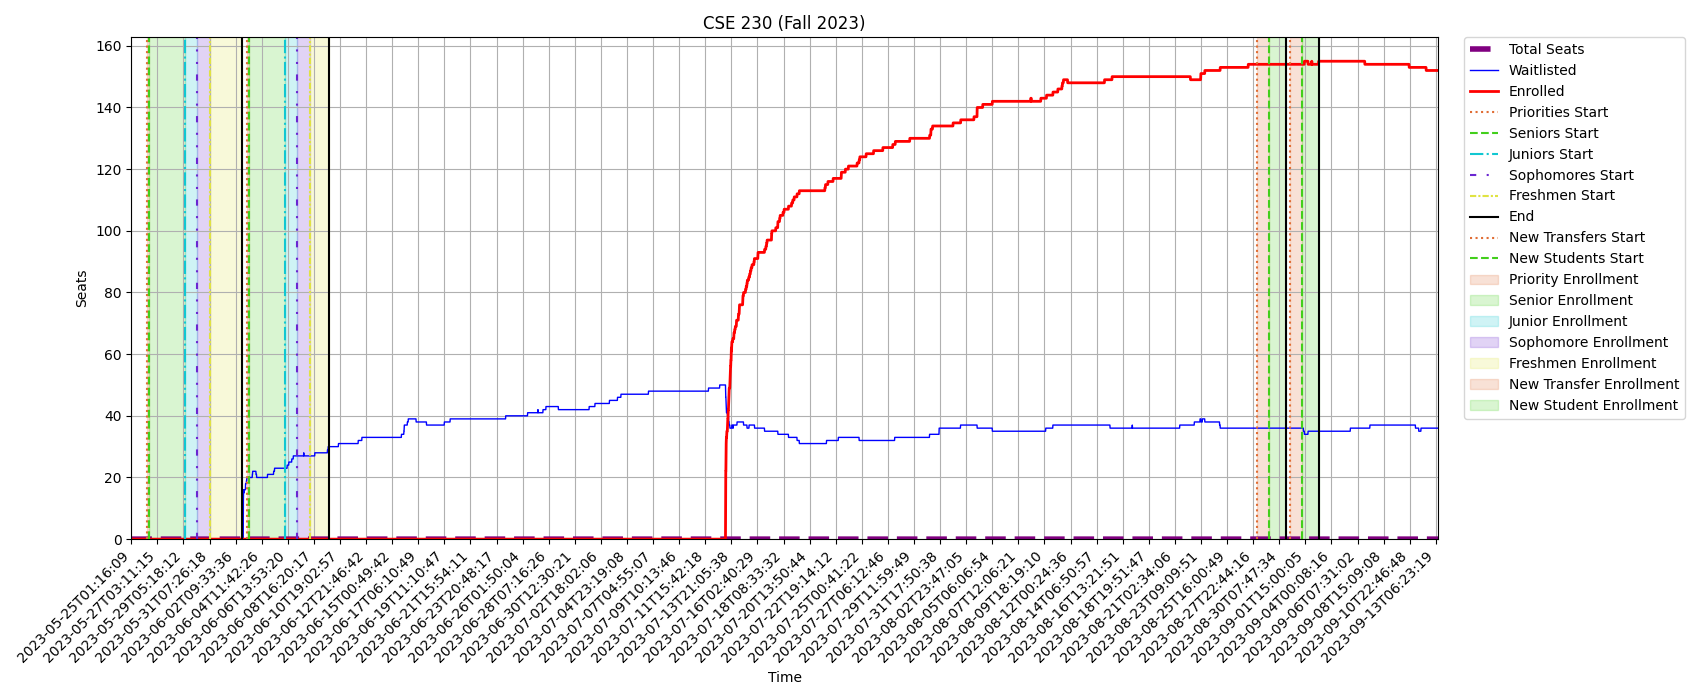 CSE 230 (Fall 2023)
160
140
120
100
80
60
40
20
0
Seats
2023-05-25T01:16:09
2023-05-27T03:11:15
2023-05-29T05:18:12
2023-05-31T07:26:18
2023-06-02T09:33:36
2023-06-04T11:42:26
2023-06-06T13:53:20
2023-06-08T16:20:17
2023-06-10T19:02:57
2023-06-12T21:46:42
2023-06-15T00:49:42
2023-06-17T06:10:49
2023-06-19T11:10:47
2023-06-21T15:54:11
2023-06-23T20:48:17
2023-06-26T01:50:04
2023-06-28T07:16:26
2023-06-30T12:30:21
2023-07-02T18:02:06
2023-07-04T23:19:08
2023-07-07T04:55:07
2023-07-09T10:13:46
2023-07-11T15:42:18
2023-07-13T21:05:38
2023-07-16T02:40:29
2023-07-18T08:33:32
2023-07-20T13:50:44
2023-07-22T19:14:12
2023-07-25T00:41:22
2023-07-27T06:12:46
2023-07-29T11:59:49
2023-07-31T17:50:38
2023-08-02T23:47:05
2023-08-05T06:06:54
2023-08-07T12:06:21
2023-08-09T18:19:10
2023-08-12T00:24:36
2023-08-14T06:50:57
2023-08-16T13:21:51
2023-08-18T19:51:47
2023-08-21T02:34:06
2023-08-23T09:09:51
2023-08-25T16:00:49
2023-08-27T22:44:16
2023-08-30T07:47:34
2023-09-01T15:00:05
2023-09-04T00:08:16
2023-09-06T07:31:02
2023-09-08T15:09:08
2023-09-10T22:46:48
2023-09-13T06:23:19
Time
Total Seats
Waitlisted
Enrolled
Priorities Start
Seniors Start
Juniors Start
Sophomores Start
Freshmen Start
End
New Transfers Start
New Students Start
Priority Enrollment
Senior Enrollment
Junior Enrollment
Sophomore Enrollment
Freshmen Enrollment
New Transfer Enrollment
New Student Enrollment